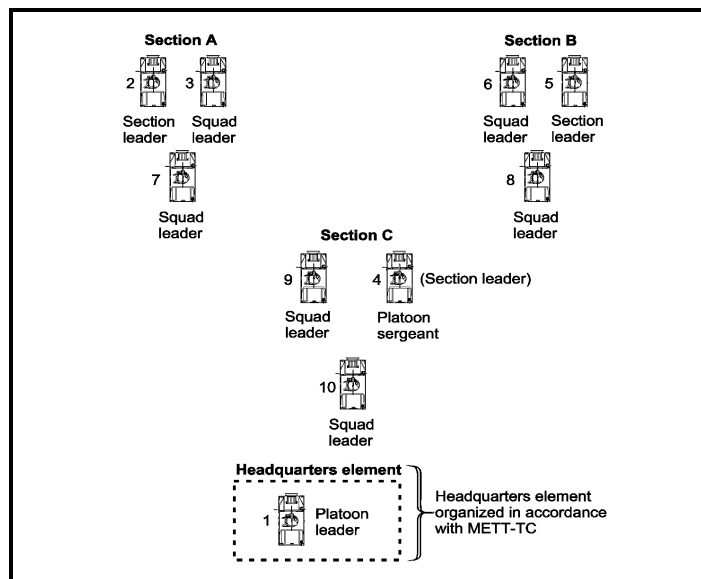 Section A
Section B
2
3
6
5
Section leader
Squad leader
Squad leader
Section leader
7
8
Squad leader
Squad leader
Section C
9
4
(Section leader)
Squad leader
Platoon sergeant
10
Squad leader
Headquarters element
1
Platoon leader
Headquarters element
organized in accordance
with METT-TC